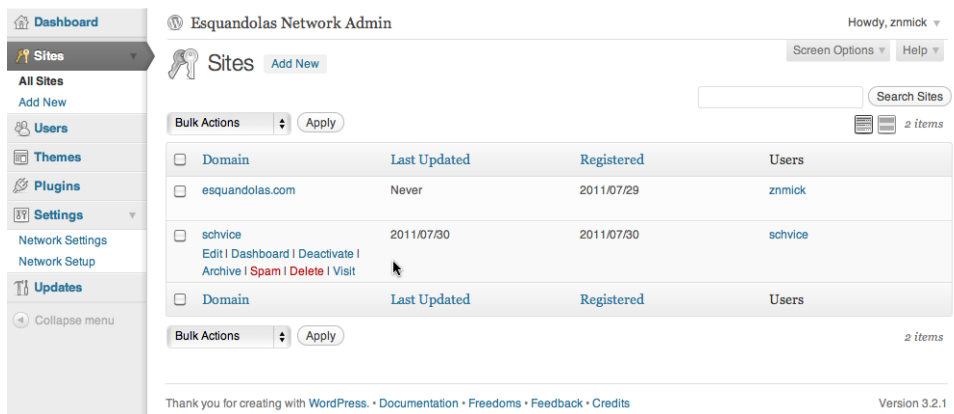 Dashboard
Sites
All Sites
Add New
Users
Themes
Plugins
Settings
Network Settings
Network Setup
Updates
Collapse menu
Esquandolas Network Admin
Howdy, znmick
Screen Options
Help
Sites Add New
Search Sites
Bulk Actions Apply
2 items
Domain Last Updated Registered Users
esquandolas.com Never 2011/07/29 znmick
schvice 2011/07/30 2011/07/30 schvice
Edit | Dashboard | Deactivate |
Archive | Spam | Delete | Visit
Domain Last Updated Registered Users
Bulk Actions Apply
2 items
Thank you for creating with WordPress. • Documentation • Freedoms • Feedback • Credits
Version 3.2.1